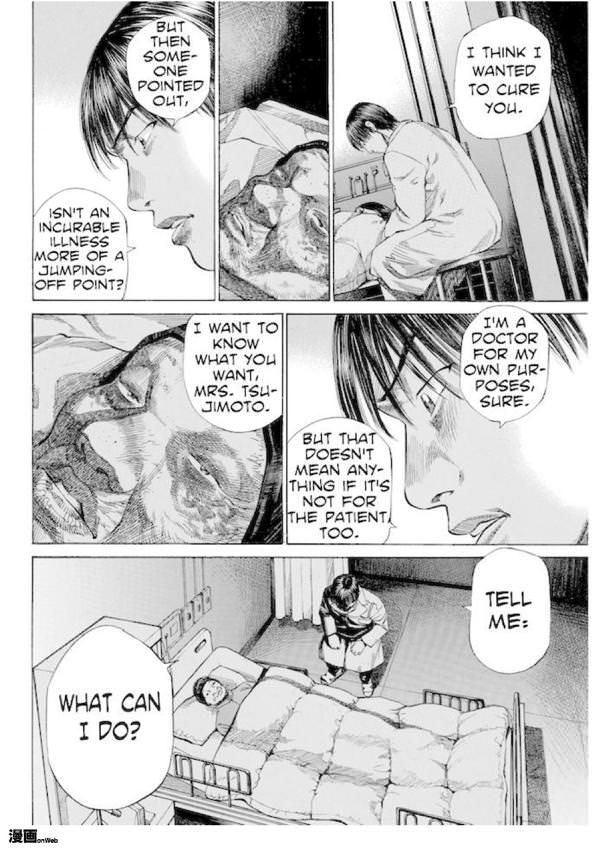 I THINK I
WANTED
TO CURE
YOU.
BUT
THEN
SOME-
ONE
POINTED
OUT,
ISN'T AN
INCURABLE
ILLNESS
MORE OF A
JUMPING-
OFF POINT?
I'M A
DOCTOR
FOR MY
OWN PUR-
POSES,
SURE.
BUT THAT
DOESN'T
MEAN ANY-
THING IF IT'S
NOT FOR
THE PATIENT,
TOO.
I WANT TO
KNOW
WHAT YOU
WANT,
MRS. TSU-
JIMOTO.
TELL
ME:
WHAT CAN
I DO?
漫画onWeb